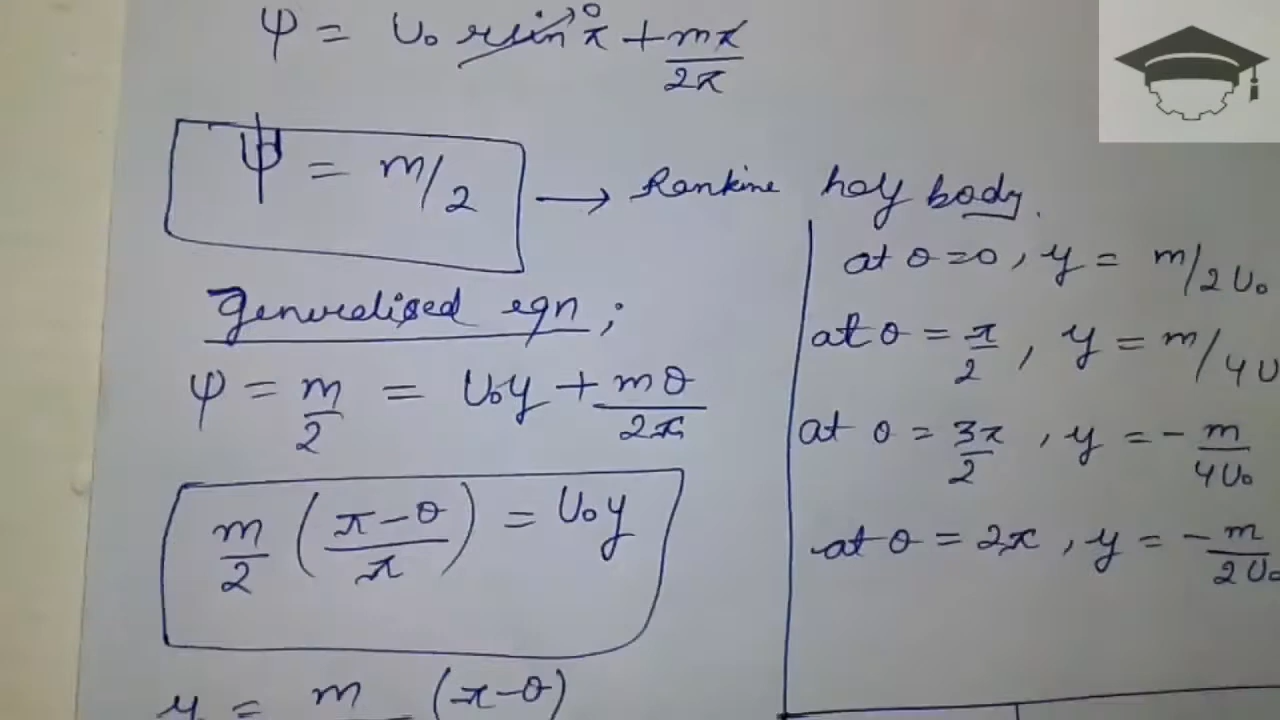 ψ = U₀ r sin π⁰ + mπ/2π
ψ = m/2 → Rankine half body.
Generalised eqn ;
ψ = m/2 = U₀y + mθ/2π
m/2 (π-θ/π) = U₀y
y = m (π-θ)
at θ=0, y = m/2U₀
at θ = π/2, y = m/4U
at θ = 3π/2, y = -m/4U₀
at θ = 2π, y = -m/2U₀